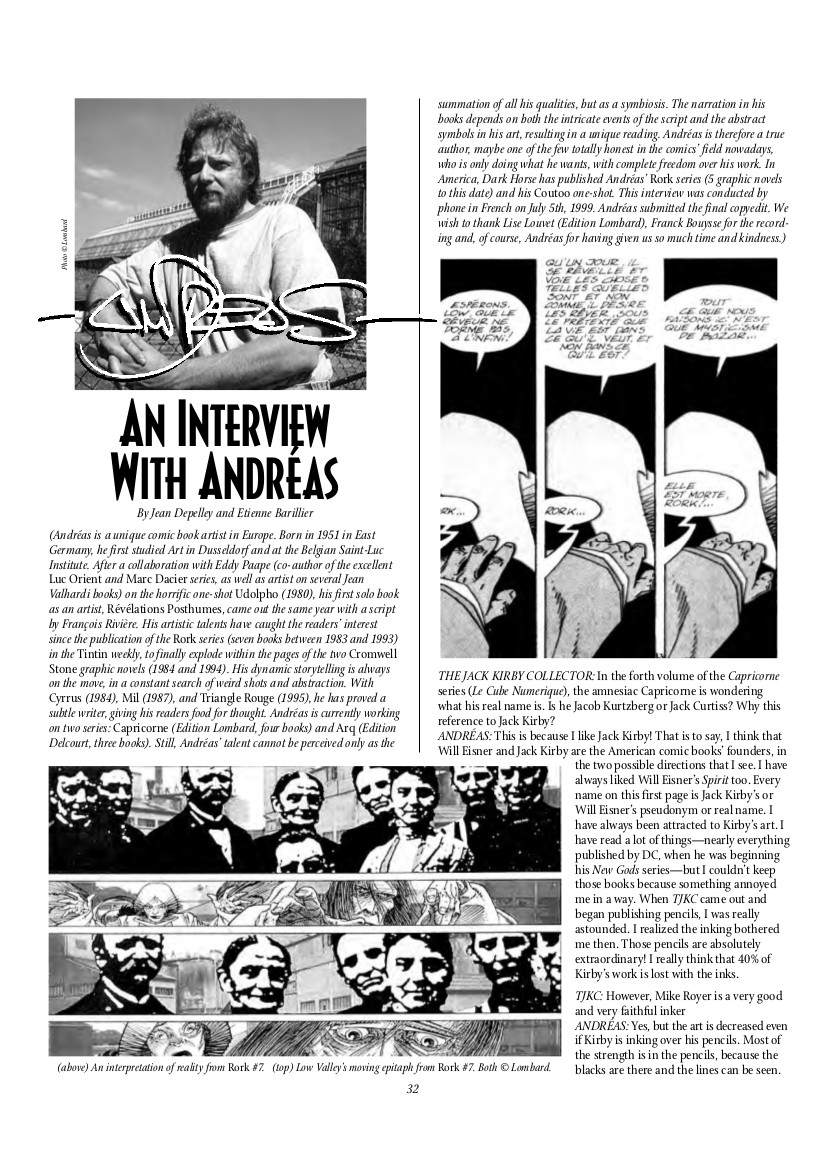 Photo © Lombard
ANDREAS
AN INTERVIEW
WITH ANDRÉAS
By Jean Depelley and Etienne Barillier
(Andréas is a unique comic book artist in Europe. Born in 1951 in East
Germany, he first studied Art in Dusseldorf and at the Belgian Saint-Luc
Institute. After a collaboration with Eddy Paape (co-author of the excellent
Luc Orient and Marc Dacier series, as well as artist on several Jean
Valhardi books) on the horrific one-shot Udolpho (1980), his first solo book
as an artist, Révélations Posthumes, came out the same year with a script
by François Rivière. His artistic talents have caught the readers' interest
since the publication of the Rork series (seven books between 1983 and 1993)
in the Tintin weekly, to finally explode within the pages of the two Cromwell
Stone graphic novels (1984 and 1994). His dynamic storytelling is always
on the move, in a constant search of weird shots and abstraction. With
Cyrrus (1984), Mil (1987), and Triangle Rouge (1995), he has proved a
subtle writer, giving his readers food for thought. Andréas is currently working
on two series: Capricorne (Edition Lombard, four books) and Arq (Edition
Delcourt, three books). Still, Andréas' talent cannot be perceived only as the
summation of all his qualities, but as a symbiosis. The narration in his
books depends on both the intricate events of the script and the abstract
symbols in his art, resulting in a unique reading. Andréas is therefore a true
author, maybe one of the few totally honest in the comics' field nowadays,
who is only doing what he wants, with complete freedom over his work. In
America, Dark Horse has published Andréas' Rork series (5 graphic novels
to this date) and his Coutoo one-shot. This interview was conducted by
phone in French on July 5th, 1999. Andréas submitted the final copyedit. We
wish to thank Lise Louvet (Edition Lombard), Franck Bouysse for the record-
ing and, of course, Andréas for having given us so much time and kindness.)
ESPÉRONS,
LOW, QUE LE
RÊVEUR NE
DORME PAS,
À L'INFINI!
QU'UN JOUR, IL
SE RÉVEILLE ET
VOIE LES CHOSES
TELLES QU'ELLES
SONT ET NON
COMME IL DÉSIRE
LES RÊVER, SOUS
LE PRÉTEXTE QUE
LA VIE EST DANS
CE QU'IL VEUT, ET
NON DANS CE
QU'IL EST!
TOUT
CE QUE NOUS
FAISONS ICI N'EST
QUE MYSTICISME
DE BAZAR...
RK...
RORK...
ELLE
EST MORTE,
RORK!...
THE JACK KIRBY COLLECTOR: In the forth volume of the Capricorne
series (Le Cube Numerique), the amnesiac Capricorne is wondering
what his real name is. Is he Jacob Kurtzberg or Jack Curtiss? Why this
reference to Jack Kirby?
ANDRÉAS: This is because I like Jack Kirby! That is to say, I think that
Will Eisner and Jack Kirby are the American comic books' founders, in
the two possible directions that I see. I have
always liked Will Eisner's Spirit too. Every
name on this first page is Jack Kirby's or
Will Eisner's pseudonym or real name. I
have always been attracted to Kirby's art. I
have read a lot of things—nearly everything
published by DC, when he was beginning
his New Gods series—but I couldn't keep
those books because something annoyed
me in a way. When TJKC came out and
began publishing pencils, I was really
astounded. I realized the inking bothered
me then. Those pencils are absolutely
extraordinary! I really think that 40% of
Kirby's work is lost with the inks.
TJKC: However, Mike Royer is a very good
and very faithful inker
ANDRÉAS: Yes, but the art is decreased even
if Kirby is inking over his pencils. Most of
the strength is in the pencils, because the
blacks are there and the lines can be seen.
(above) An interpretation of reality from Rork #7. (top) Low Valley's moving epitaph from Rork #7. Both © Lombard.
32